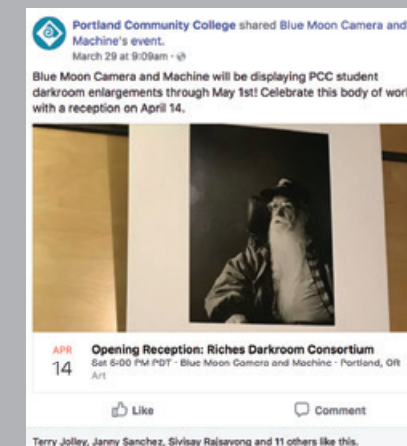 Portland Community College shared Blue Moon Camera and
Machine's event.
March 29 at 9:09am ·
Blue Moon Camera and Machine will be displaying PCC student
darkroom enlargements through May 1st! Celebrate this body of work
with a reception on April 14.
APR
14
Opening Reception: Riches Darkroom Consortium
Sat 6:00 PM PDT · Blue Moon Camera and Machine · Portland, OR
Art
Like
Comment
Terry Jolley, Janny Sanchez, Sivisay Rajsavong and 11 others like this.